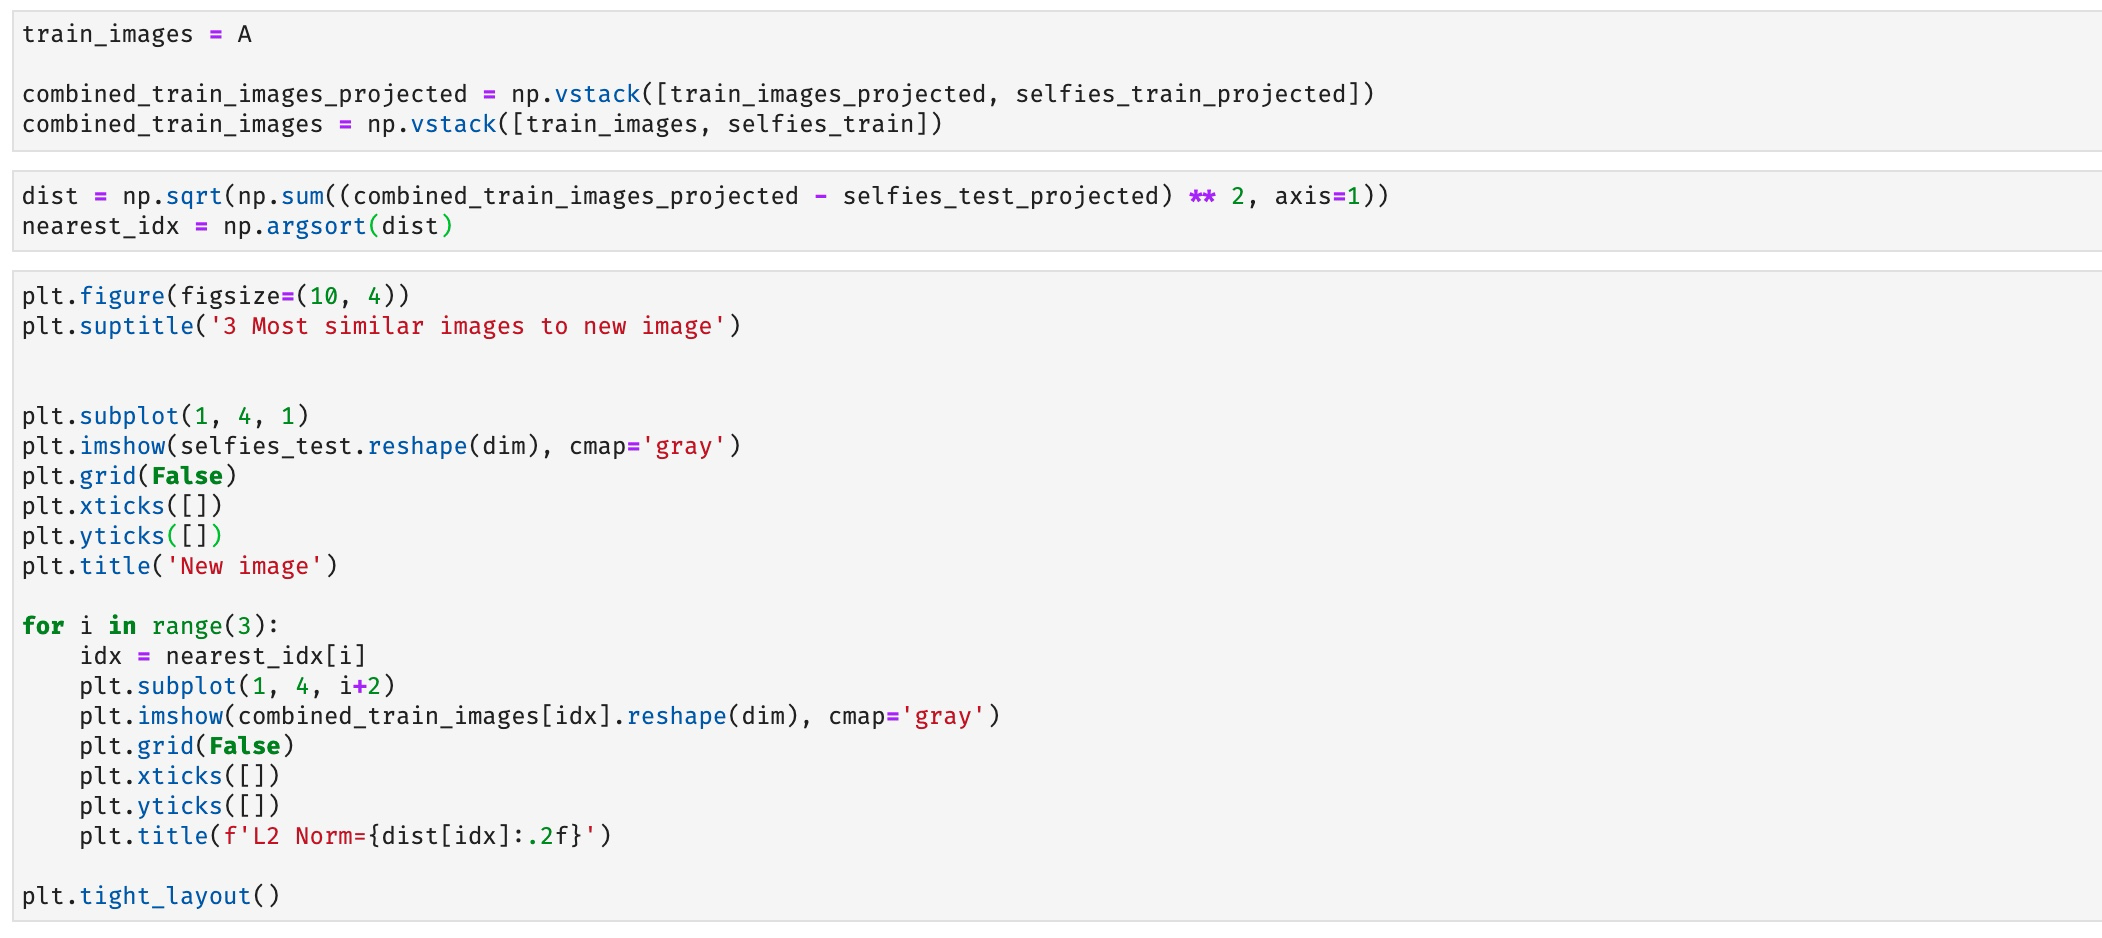 train_images = A
combined_train_images_projected = np.vstack([train_images_projected, selfies_train_projected])
combined_train_images = np.vstack([train_images, selfies_train])
dist = np.sqrt(np.sum((combined_train_images_projected - selfies_test_projected) ** 2, axis=1))
nearest_idx = np.argsort(dist)
plt.figure(figsize=(10, 4))
plt.suptitle('3 Most similar images to new image')
plt.subplot(1, 4, 1)
plt.imshow(selfies_test.reshape(dim), cmap='gray')
plt.grid(False)
plt.xticks([])
plt.yticks([])
plt.title('New image')
for i in range(3):
    idx = nearest_idx[i]
    plt.subplot(1, 4, i+2)
    plt.imshow(combined_train_images[idx].reshape(dim), cmap='gray')
    plt.grid(False)
    plt.xticks([])
    plt.yticks([])
    plt.title(f'L2 Norm={dist[idx]:.2f}')
plt.tight_layout()